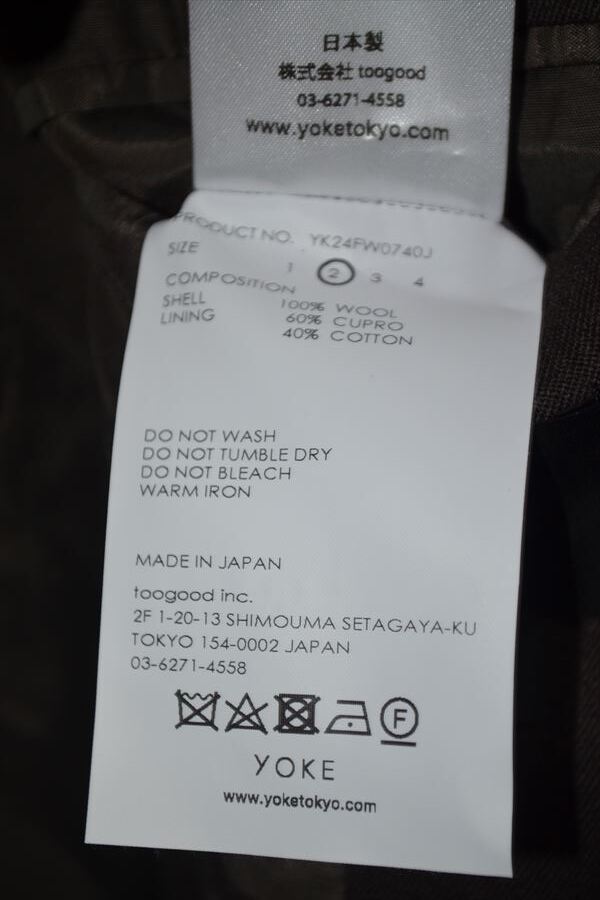 日本製
株式会社 toogood
03-6271-4558
www.yoketokyo.com
PRODUCT NO. YK24FW0740J
SIZE 1 2 3 4
COMPOSITION
SHELL 100% WOOL
LINING 60% CUPRO
40% COTTON
DO NOT WASH
DO NOT TUMBLE DRY
DO NOT BLEACH
WARM IRON
MADE IN JAPAN
toogood inc.
2F 1-20-13 SHIMOUMA SETAGAYA-KU
TOKYO 154-0002 JAPAN
03-6271-4558
F
YOKE
www.yoketokyo.com